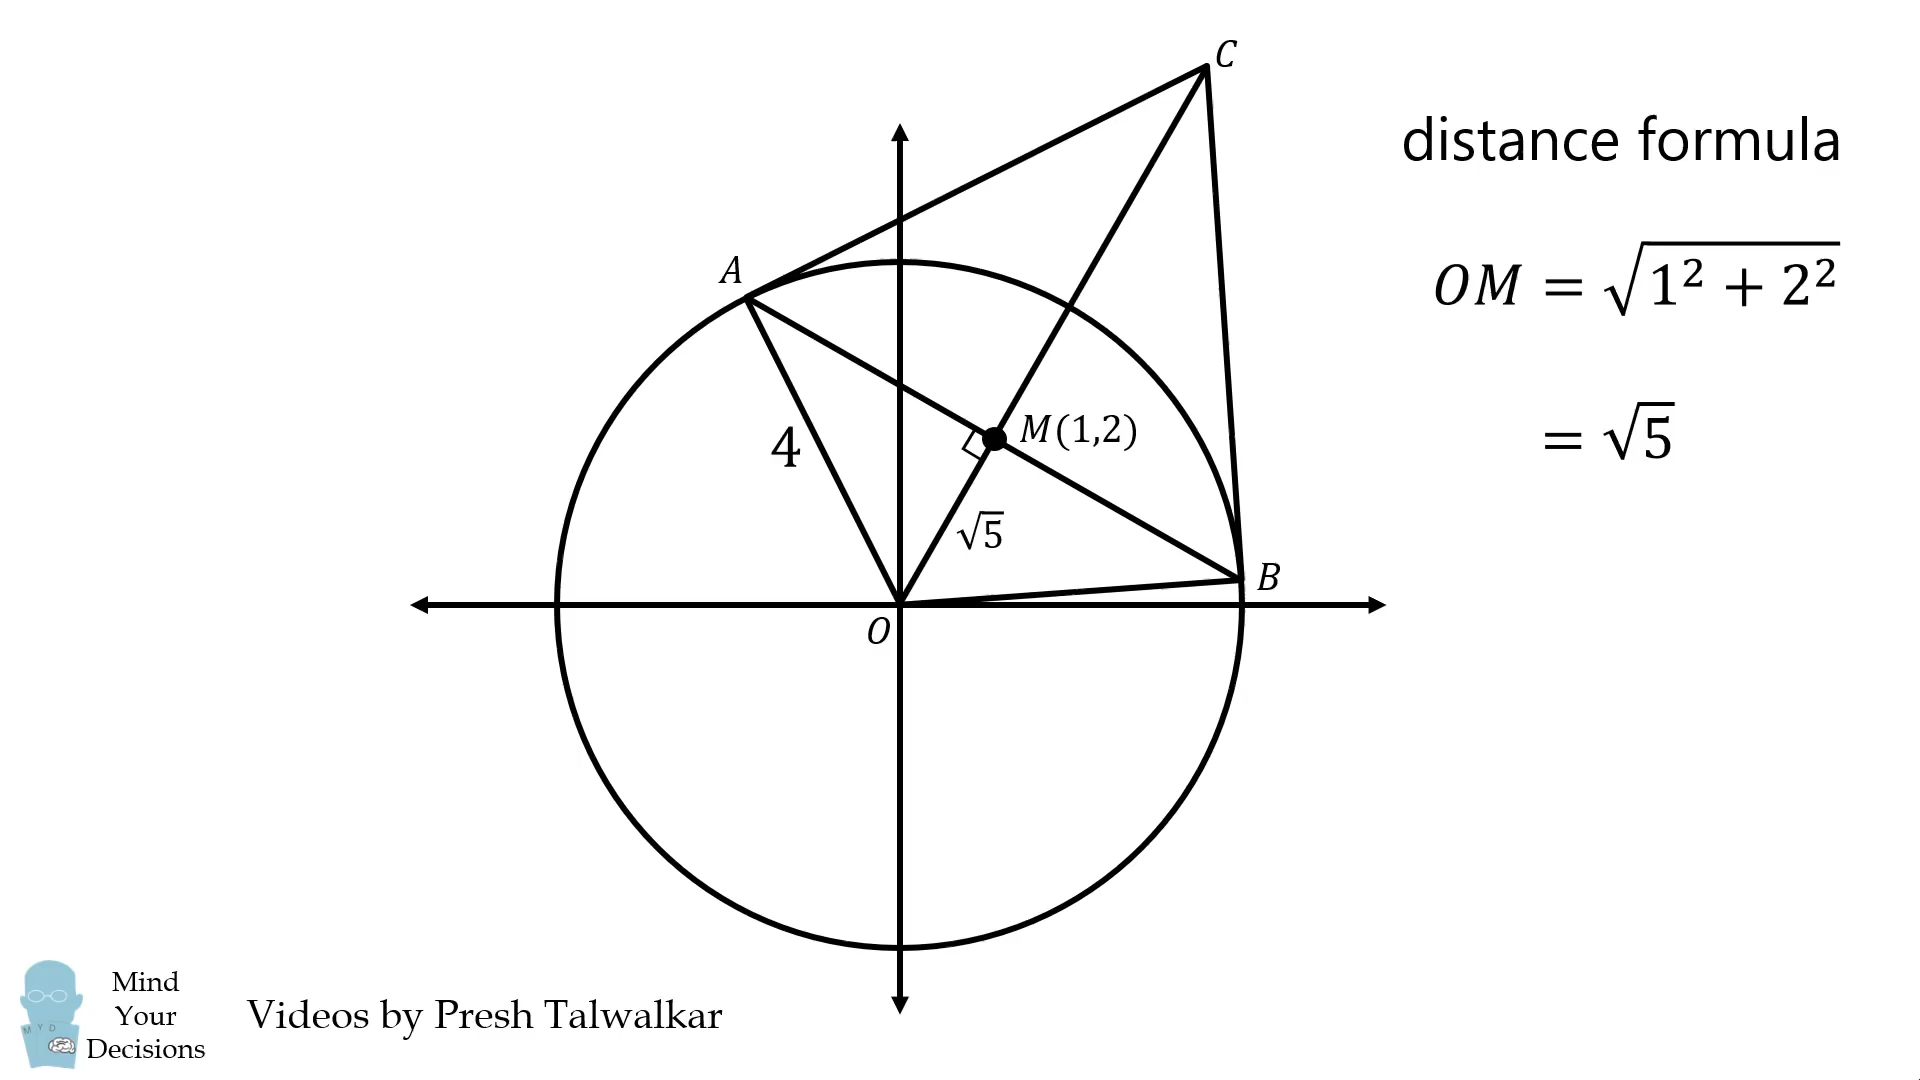 C
distance formula
OM = √(1² + 2²)
A
M(1,2)
4
= √5
√5
B
O
Mind
Your
Decisions
M Y D
Videos by Presh Talwalkar